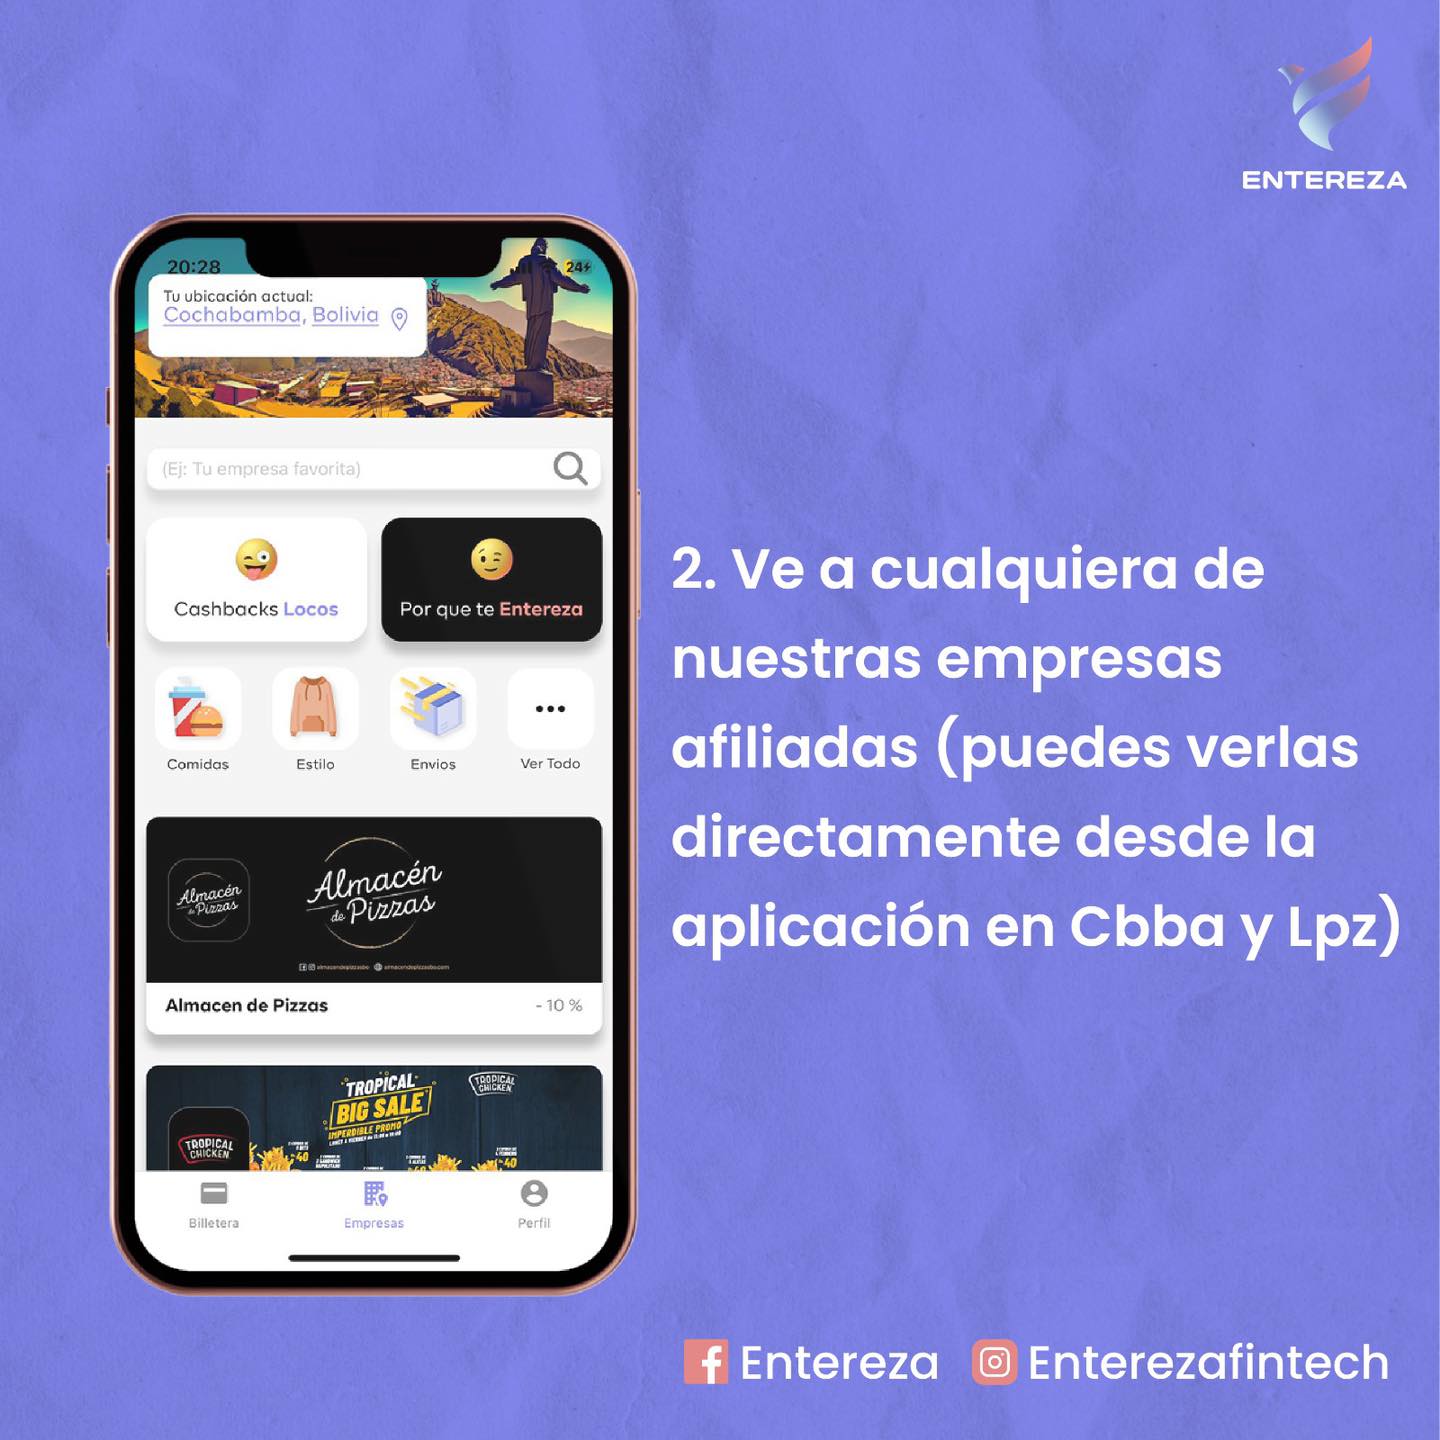 ENTEREZA
20:28
24
Tu ubicación actual:
Cochabamba, Bolivia
(Ej: Tu empresa favorita)
Cashbacks Locos
Por que te Entereza
Comidas
Estilo
Envios
Ver Todo
Almacén
de Pizzas
Almacén
de Pizzas
almacendepizzasbo
almacendepizzasbo.com
Almacen de Pizzas
- 10 %
TROPICAL
BIG SALE
IMPERDIBLE PROMO
TROPICAL
CHICKEN
TROPICAL
CHICKEN
40
40
Billetera
Empresas
Perfil
2. Ve a cualquiera de
nuestras empresas
afiliadas (puedes verlas
directamente desde la
aplicación en Cbba y Lpz)
Entereza
Enterezafintech